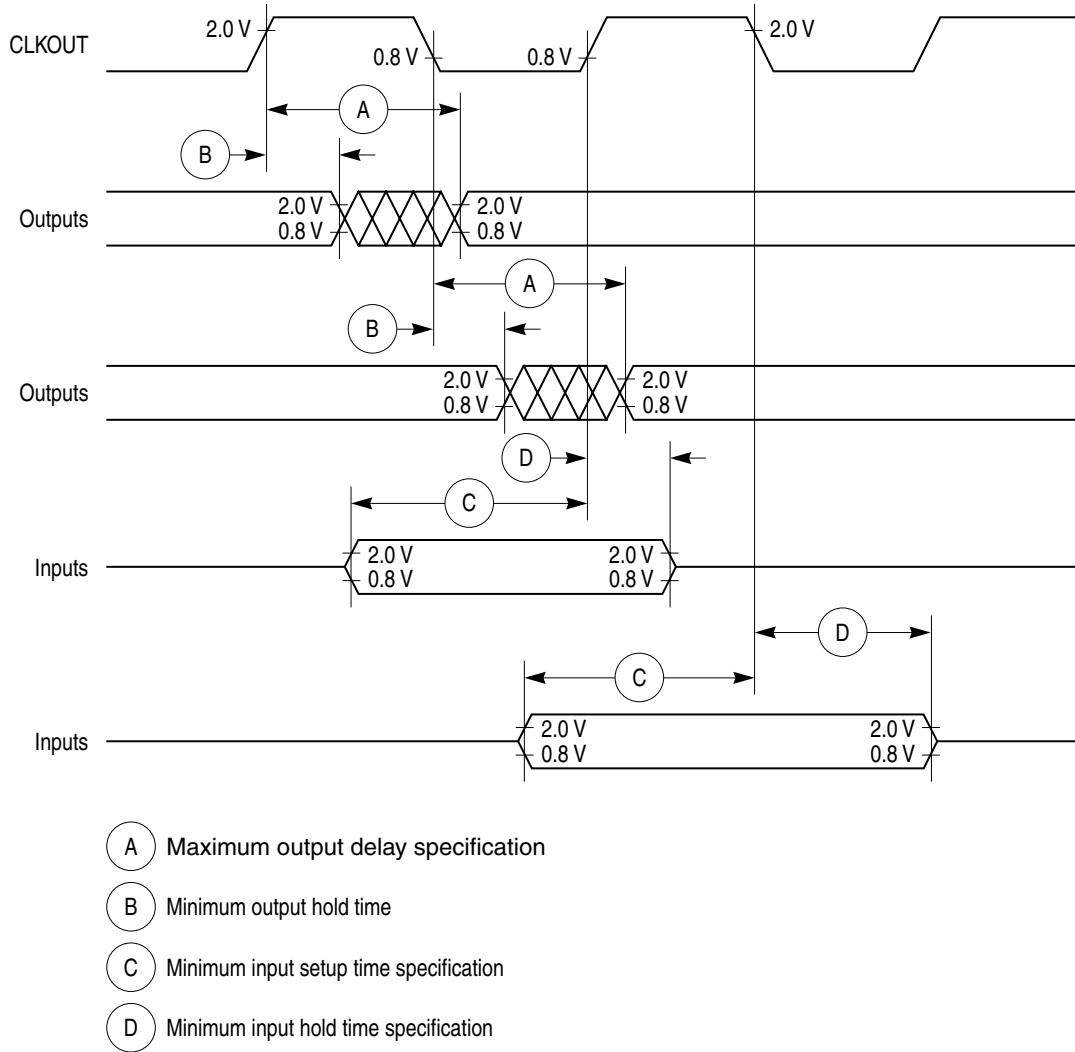 CLKOUT
2.0 V
0.8 V
0.8 V
2.0 V
A
B
Outputs
2.0 V
0.8 V
2.0 V
0.8 V
A
B
Outputs
2.0 V
0.8 V
2.0 V
0.8 V
D
C
Inputs
2.0 V
0.8 V
2.0 V
0.8 V
D
C
Inputs
2.0 V
0.8 V
2.0 V
0.8 V
A Maximum output delay specification
B Minimum output hold time
C Minimum input setup time specification
D Minimum input hold time specification